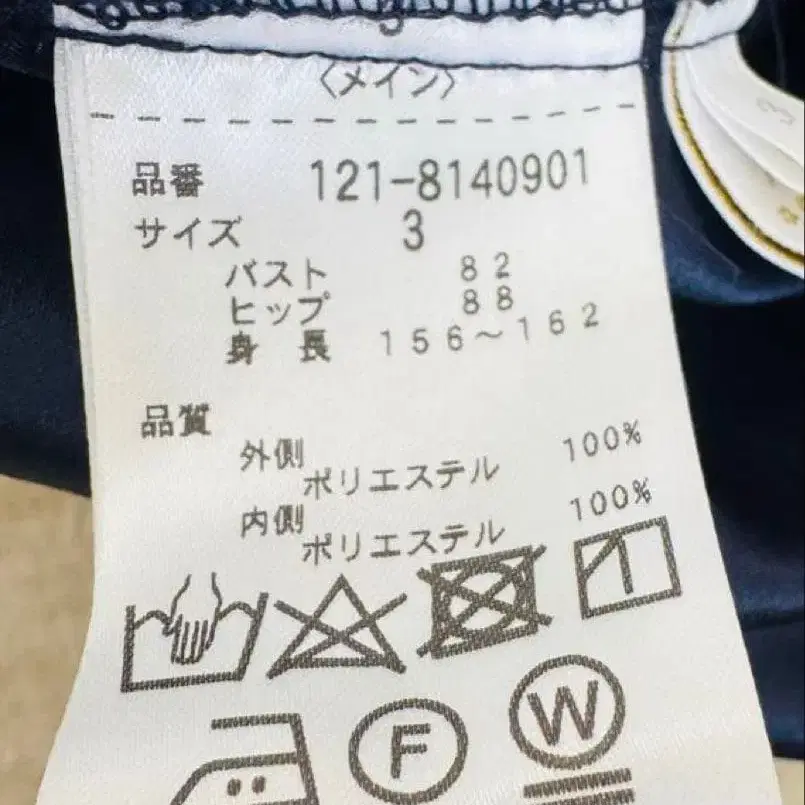 〈メイン〉
品番 121-8140901
サイズ 3
バスト 82
ヒップ 88
身長 156～162
品質
外側
ポリエステル 100%
内側
ポリエステル 100%
F
W
3